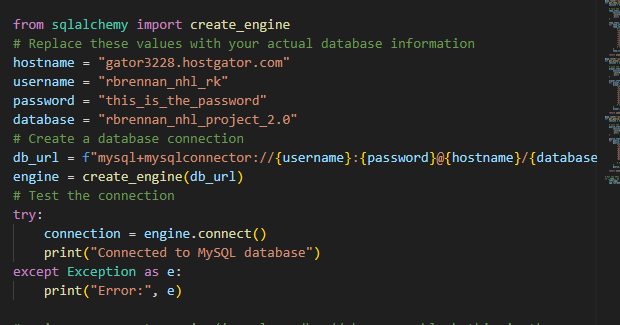 from sqlalchemy import create_engine
# Replace these values with your actual database information
hostname = "gator3228.hostgator.com"
username = "rbrennan_nhl_rk"
password = "this_is_the_password"
database = "rbrennan_nhl_project_2.0"
# Create a database connection
db_url = f"mysql+mysqlconnector://{username}:{password}@{hostname}/{database
engine = create_engine(db_url)
# Test the connection
try:
    connection = engine.connect()
    print("Connected to MySQL database")
except Exception as e:
    print("Error:", e)